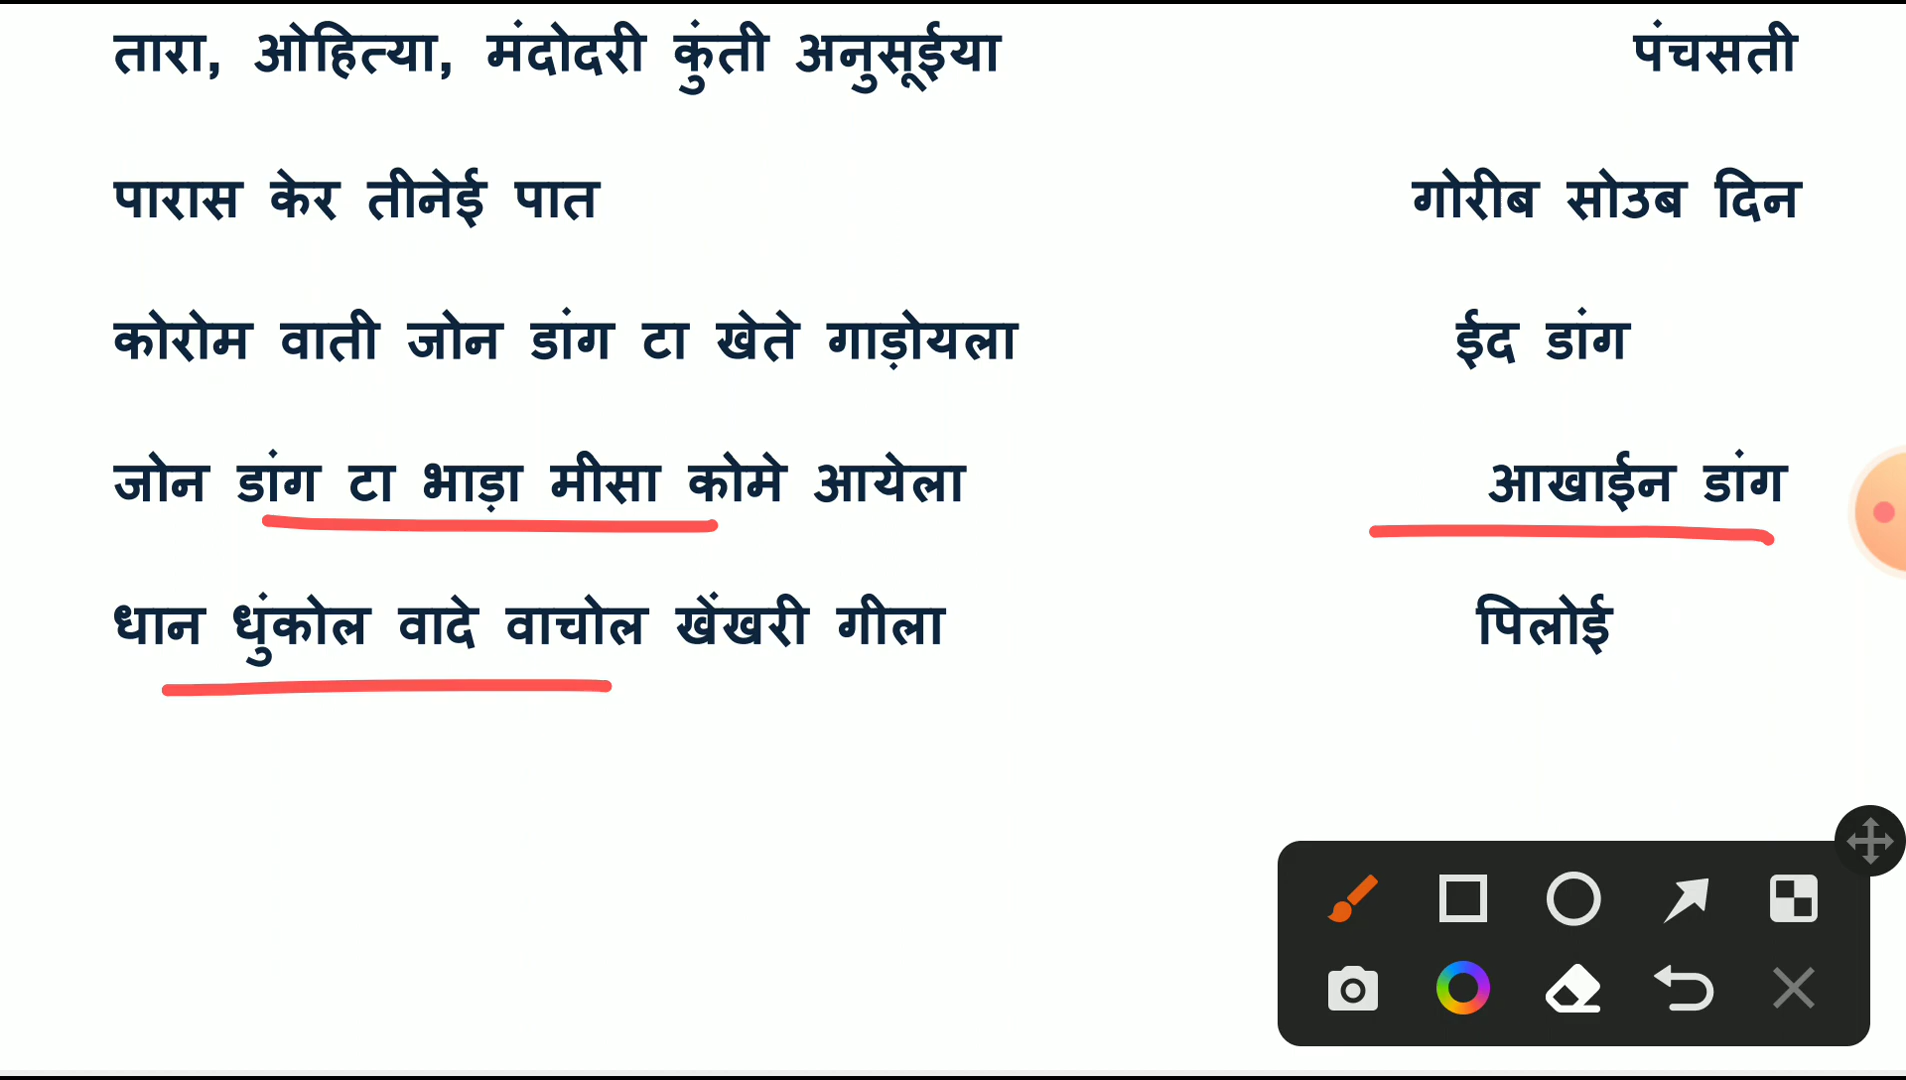 तारा, ओहित्या, मंदोदरी कुंती अनुसूईया पंचसती
पारास केर तीनेई पात गोरीब सोउब दिन
कोरोम वाती जोन डांग टा खेते गाड़ोयला ईद डांग
जोन डांग टा भाड़ा मीसा कोमे आयेला आखाईन डांग
धान धुंकोल वादे वाचोल खेंखरी गीला पिलोई